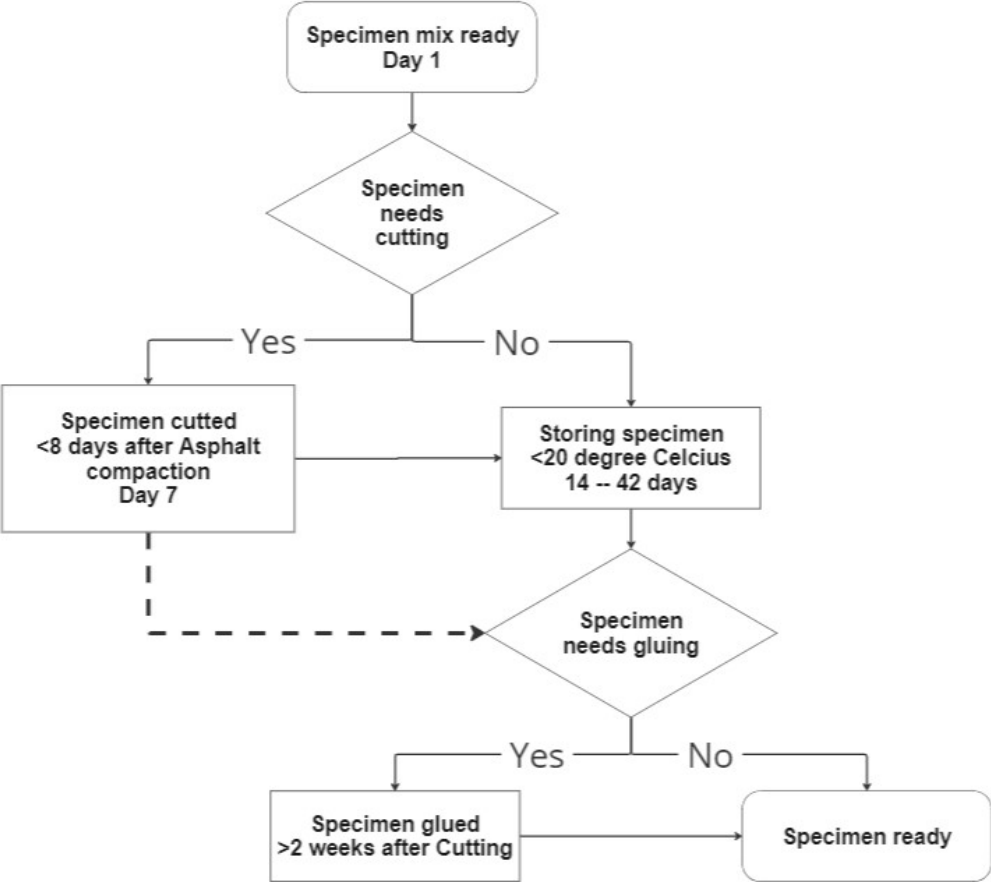 Specimen mix ready
Day 1
Specimen
needs
cutting
Yes
No
Specimen cutted
<8 days after Asphalt
compaction
Day 7
Storing specimen
<20 degree Celcius
14 -- 42 days
Specimen
needs gluing
Yes
No
Specimen glued
>2 weeks after Cutting
Specimen ready